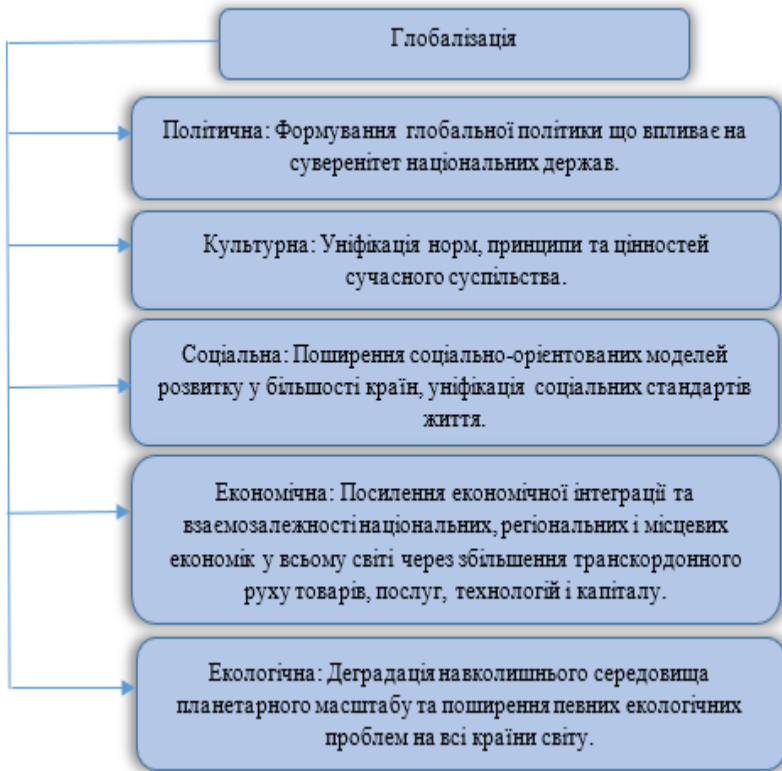 Глобалізація
Політична: Формування глобальної політики що впливає на
суверенітет національних держав.
Культурна: Уніфікація норм, принципи та цінностей
сучасного суспільства.
Соціальна: Поширення соціально-орієнтованих моделей
розвитку у більшості країн, уніфікація соціальних стандартів
життя.
Економічна: Посилення економічної інтеграції та
взаємозалежності національних, регіональних і місцевих
економік у всьому світі через збільшення транскордонного
руху товарів, послуг, технологій і капіталу.
Екологічна: Деградація навколишнього середовища
планетарного масштабу та поширення певних екологічних
проблем на всі країни світу.